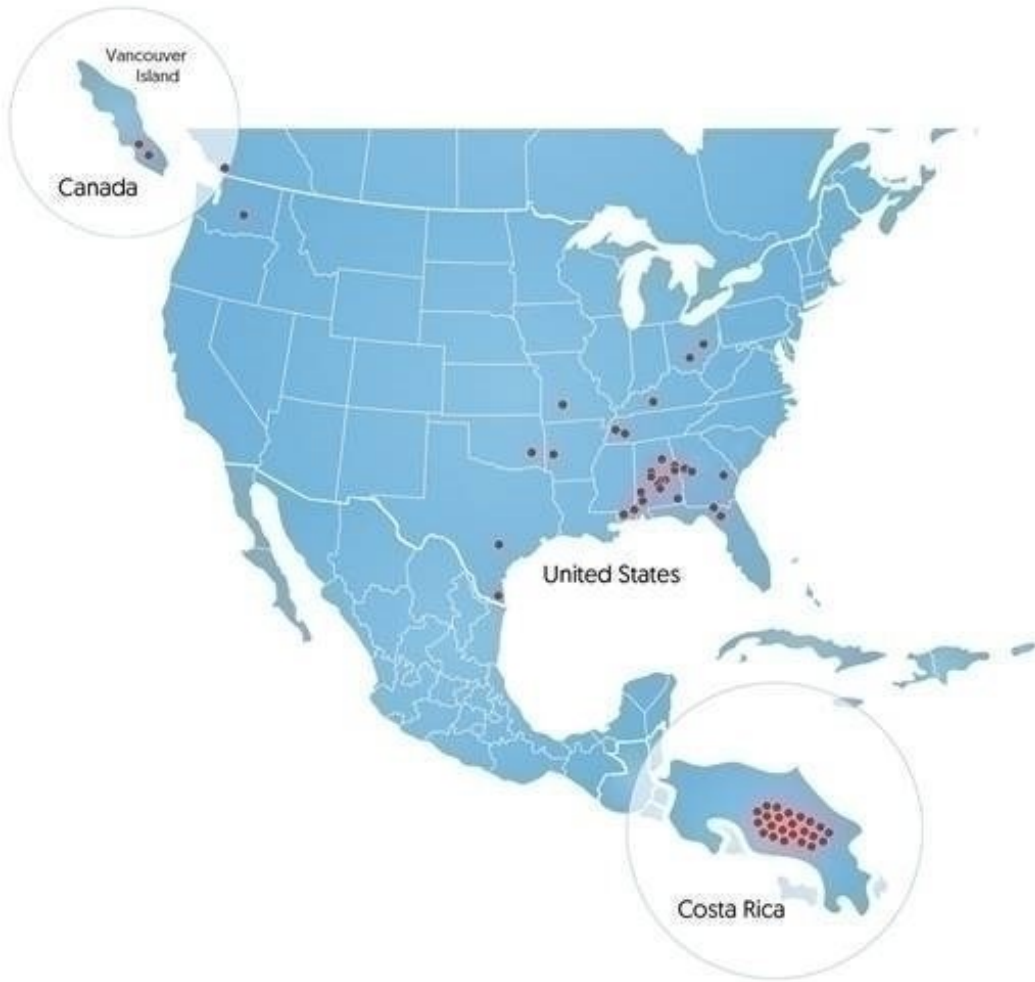 Vancouver
Island
Canada
United States
Costa Rica